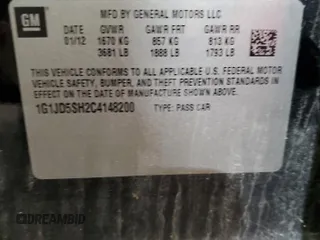 GM
MFD BY GENERAL MOTORS LLC
DATE GVWR GAWR FRT GAWR RR
01/12 1670 KG 857 KG 813 KG
3681 LB 1888 LB 1793 LB
THIS VEHICLE CONFORMS TO ALL APPLICABLE U.S. FEDERAL MOTOR
VEHICLE SAFETY, BUMPER, AND THEFT PREVENTION STANDARDS
IN EFFECT ON THE DATE OF MANUFACTURE SHOWN ABOVE.
1G1JD5SH2C4148200 TYPE: PASS CAR
DREAMBID